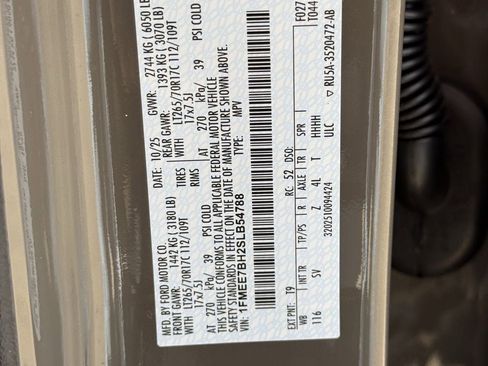 MFD. BY FORD MOTOR CO.
DATE: 10/25 GVWR: 2744 KG ( 6050 LB
FRONT GAWR: 1442 KG ( 3180 LB) REAR GAWR: 1393 KG ( 3070 LB)
WITH LT265/70R17C 112/109T TIRES WITH LT265/70R17C 112/109T
17x7.5J RIMS 17x7.5J
AT 270 kPa/ 39 PSI COLD AT 270 kPa/ 39 PSI COLD
THIS VEHICLE CONFORMS TO ALL APPLICABLE FEDERAL MOTOR VEHICLE
SAFETY STANDARDS IN EFFECT ON THE DATE OF MANUFACTURE SHOWN ABOVE.
VIN: 1FMEE7BH2SLB54788 TYPE: MPV
F027
T0044
EXT PNT: T9 RC: 52 DSO:
WB INT TR TP/PS R AXLE TR SPR
116 SV Z 4L T HHHH
ULC
3202510094424 ▽ RU5A-3520472-AB